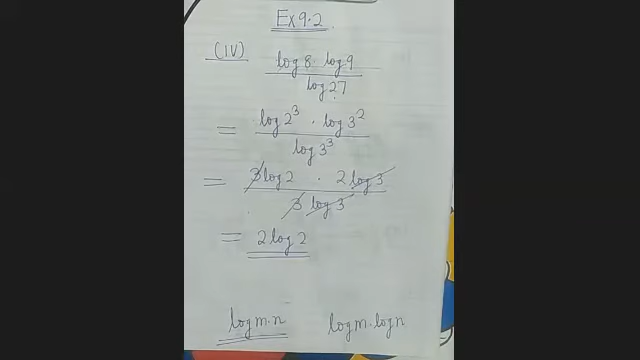 Ex 9.2
(IV) log 8 · log 9
log 27
= log 2³ · log 3²
log 3³
= 3 log 2 · 2 log 3
3 log 3
= 2 log 2
log m·n log m · log n